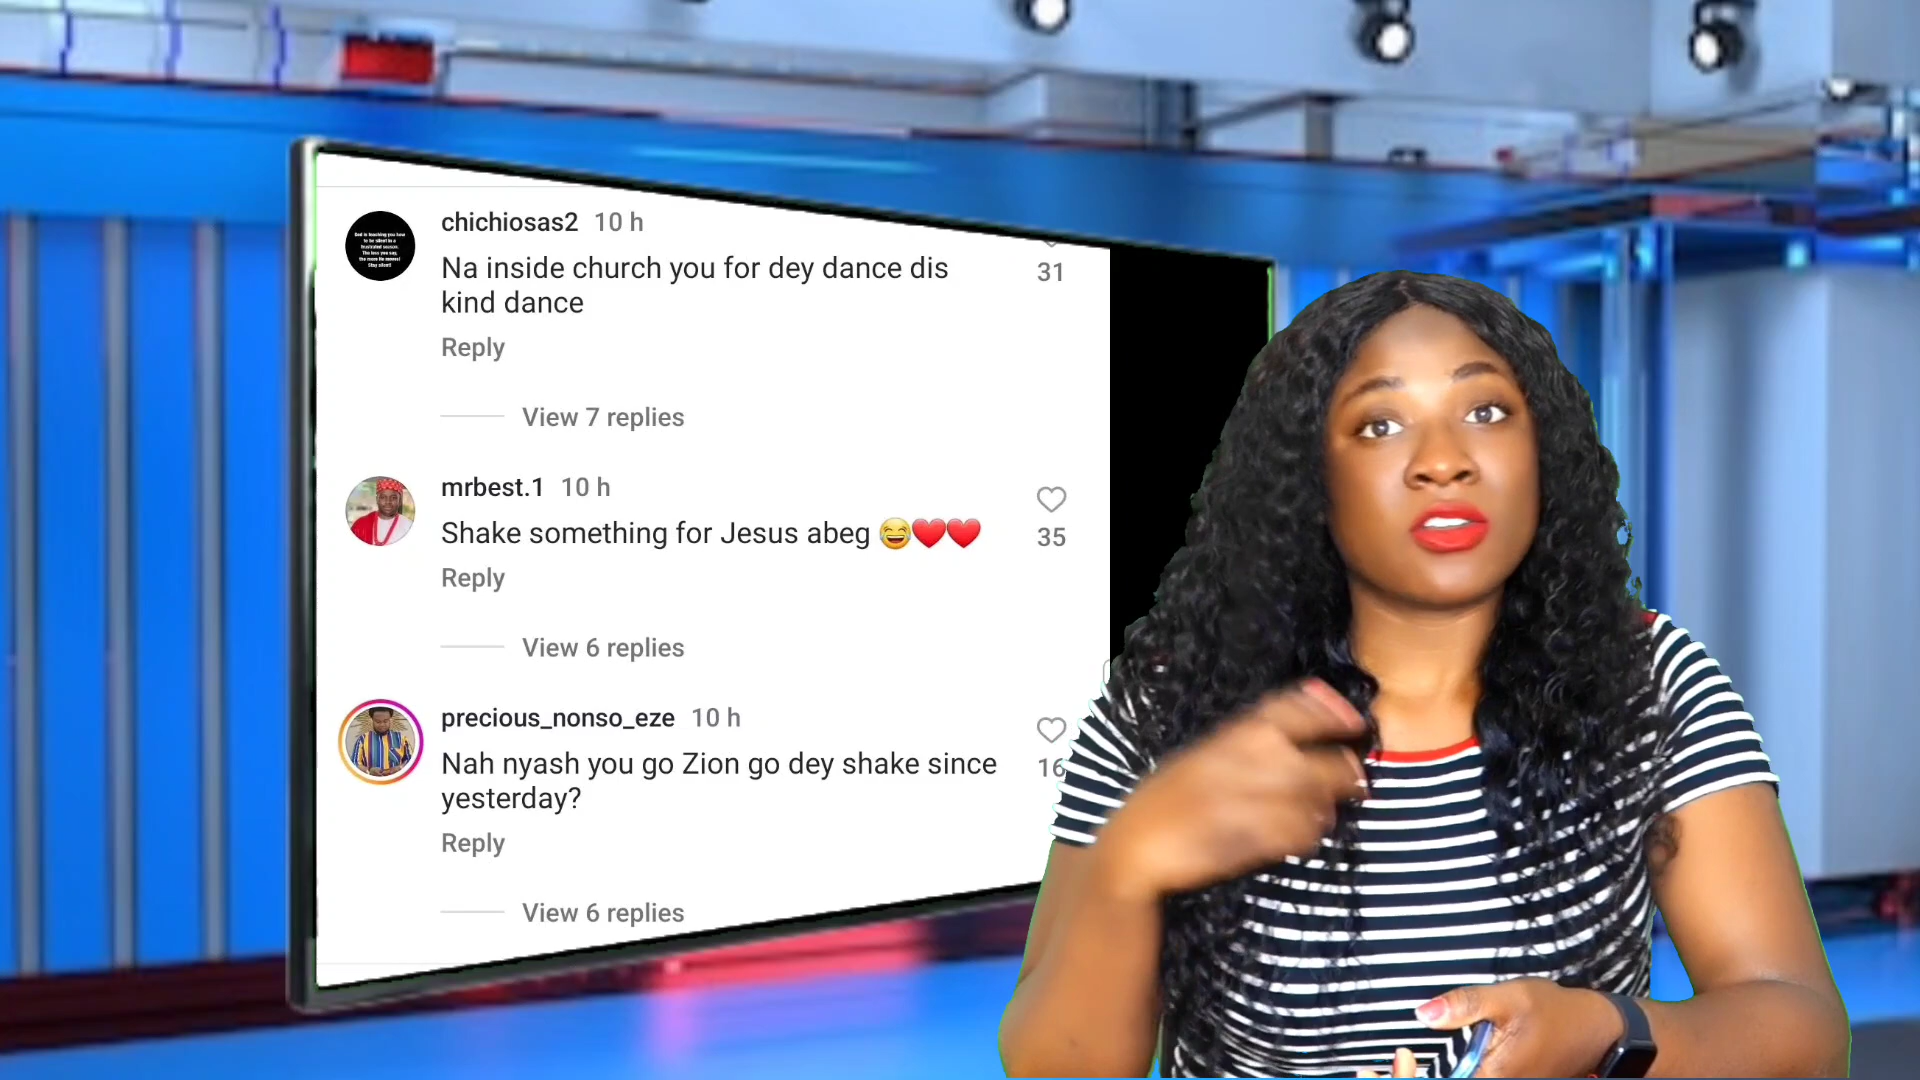 chichiosas2 10 h
Na inside church you for dey dance dis
kind dance
31
Reply
View 7 replies
mrbest.1 10 h
Shake something for Jesus abeg 😂❤️❤️
35
Reply
View 6 replies
precious_nonso_eze 10 h
Nah nyash you go Zion go dey shake since
yesterday?
16
Reply
View 6 replies